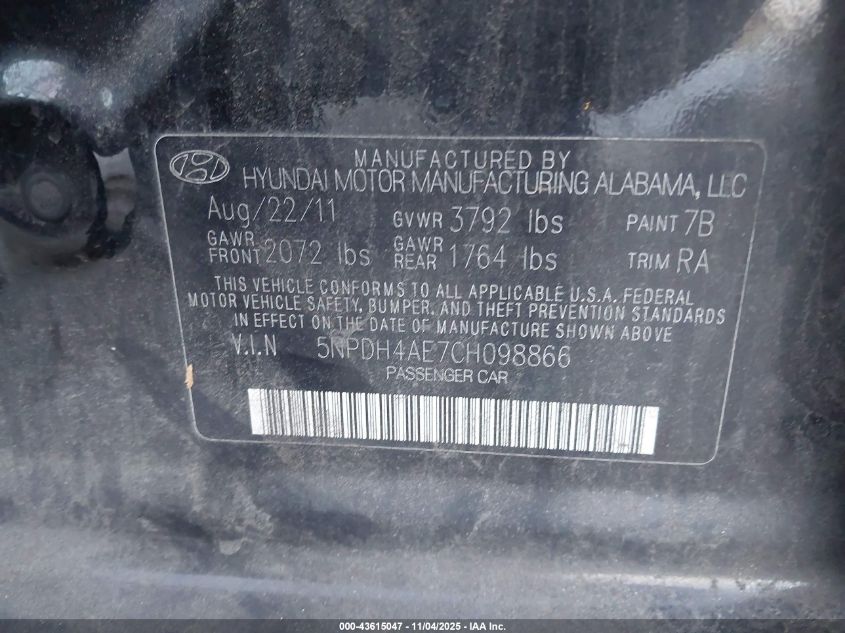 MANUFACTURED BY
HYUNDAI MOTOR MANUFACTURING ALABAMA, LLC
Aug/22/11 GVWR 3792 lbs PAINT 7B
GAWR FRONT 2072 lbs GAWR REAR 1764 lbs TRIM RA
THIS VEHICLE CONFORMS TO ALL APPLICABLE U.S.A. FEDERAL
MOTOR VEHICLE SAFETY, BUMPER, AND THEFT PREVENTION STANDARDS
IN EFFECT ON THE DATE OF MANUFACTURE SHOWN ABOVE
V.I.N 5NPDH4AE7CH098866
PASSENGER CAR
000-43615047 - 11/04/2025 - IAA Inc.